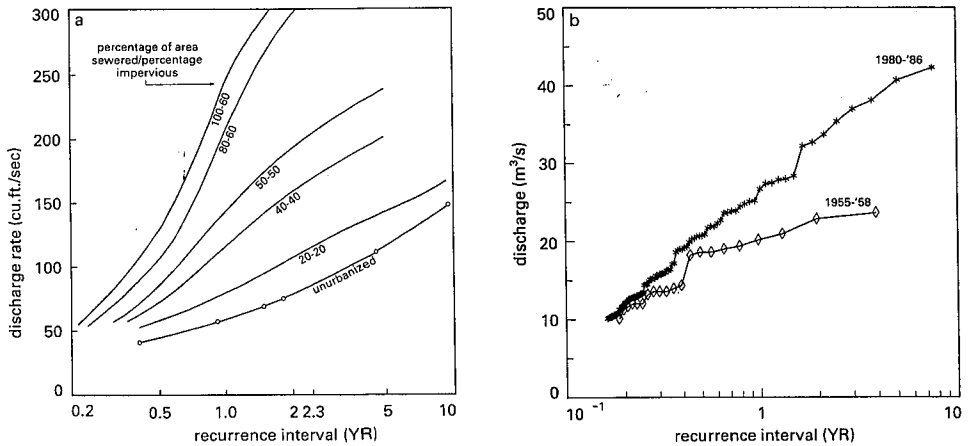 a
300
250
200
150
100
50
0
discharge rate (cu.ft./sec)
percentage of area
sewered/percentage
impervious
100-60
80-60
50-50
40-40
20-20
unurbanized
0.2 0.5 1.0 2 2.3 5 10
recurrence interval (YR)
b
50
40
30
20
10
0
discharge (m³/s)
1980-'86
1955-'58
10⁻¹ 1 10
recurrence interval (YR)